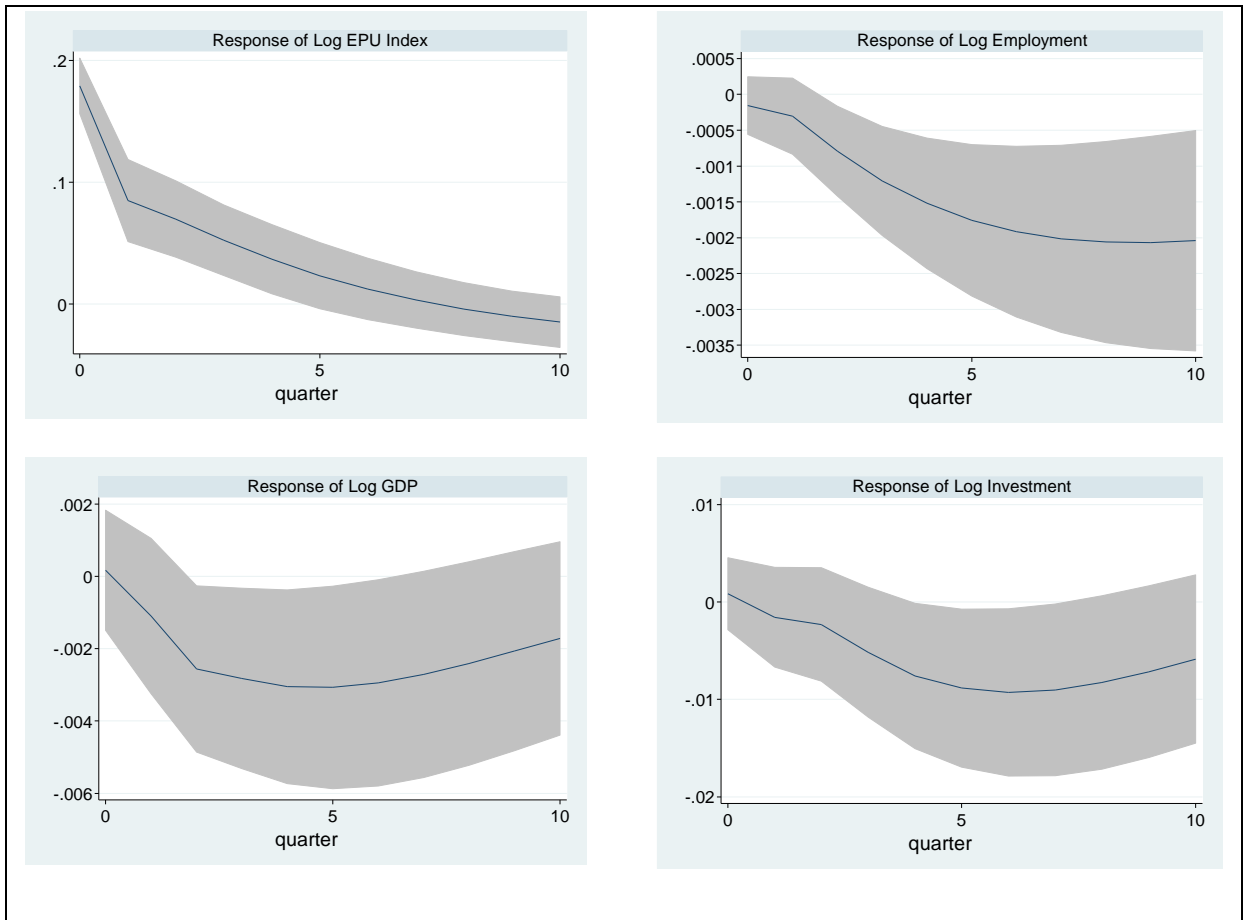 Response of Log EPU Index
.2
.1
0
0 5 10
quarter
Response of Log Employment
.0005
0
-.0005
-.001
-.0015
-.002
-.0025
-.003
-.0035
0 5 10
quarter
Response of Log GDP
.002
0
-.002
-.004
-.006
0 5 10
quarter
Response of Log Investment
.01
0
-.01
-.02
0 5 10
quarter